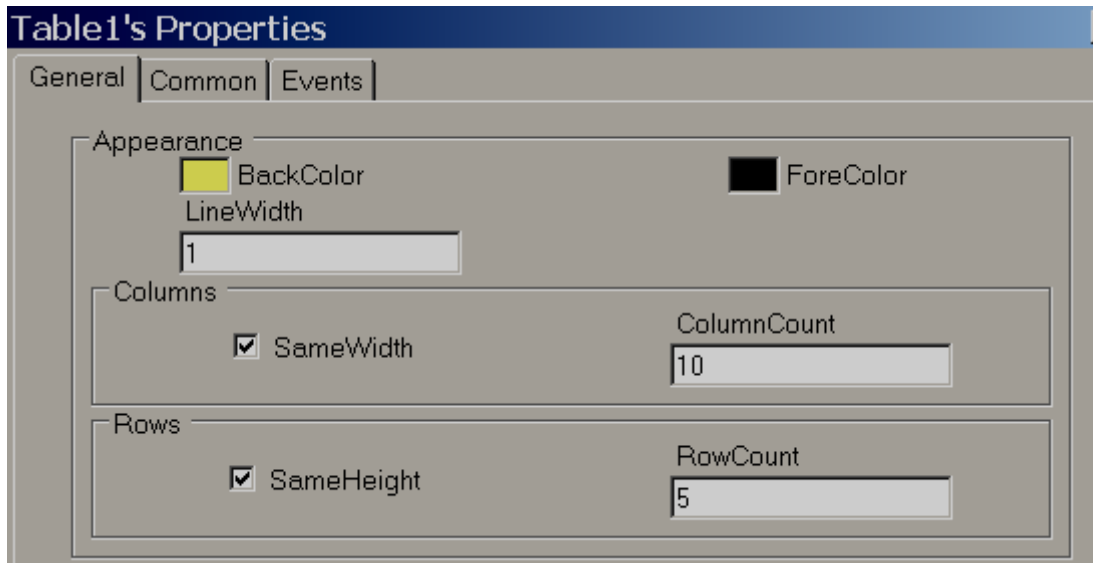 Table1's Properties
General Common Events
Appearance
BackColor ForeColor
LineWidth
1
Columns
ColumnCount
SameWidth
10
Rows
RowCount
SameHeight
5